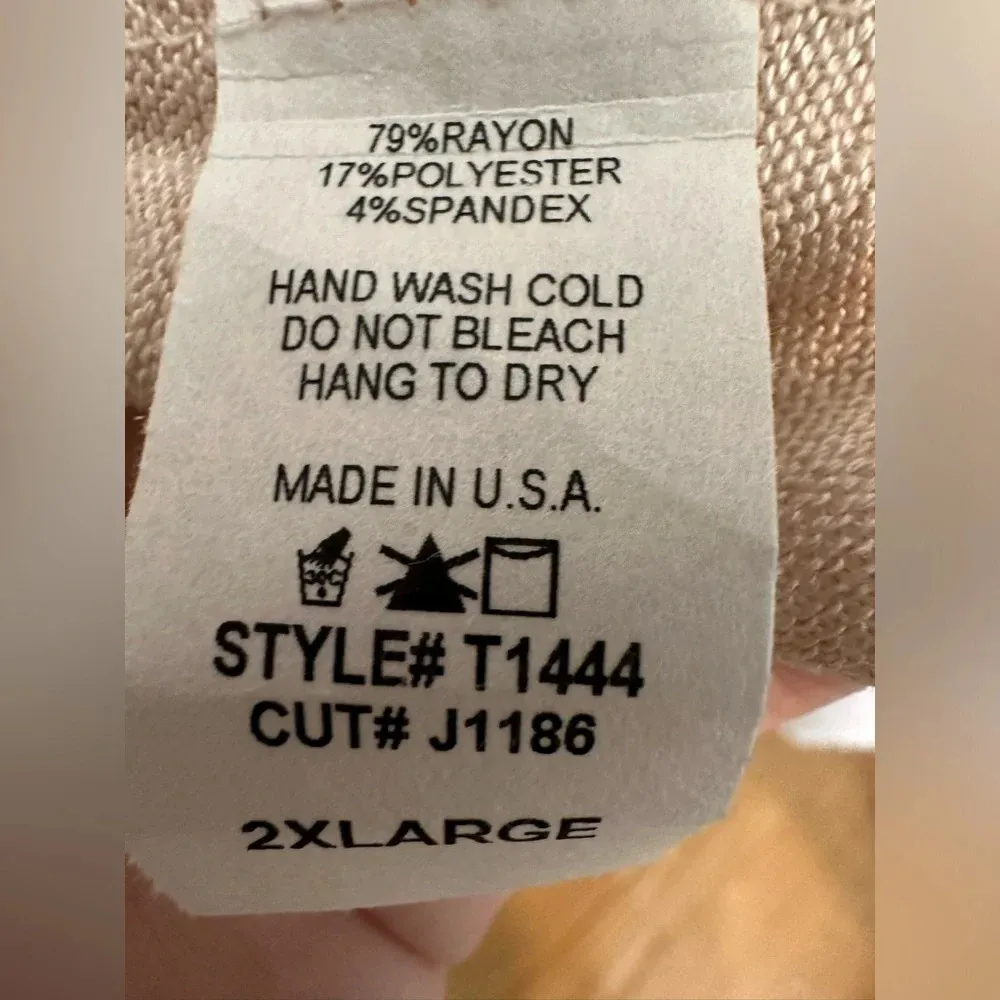 79%RAYON
17%POLYESTER
4%SPANDEX
HAND WASH COLD
DO NOT BLEACH
HANG TO DRY
MADE IN U.S.A.
30C
STYLE# T1444
CUT# J1186
2XLARGE